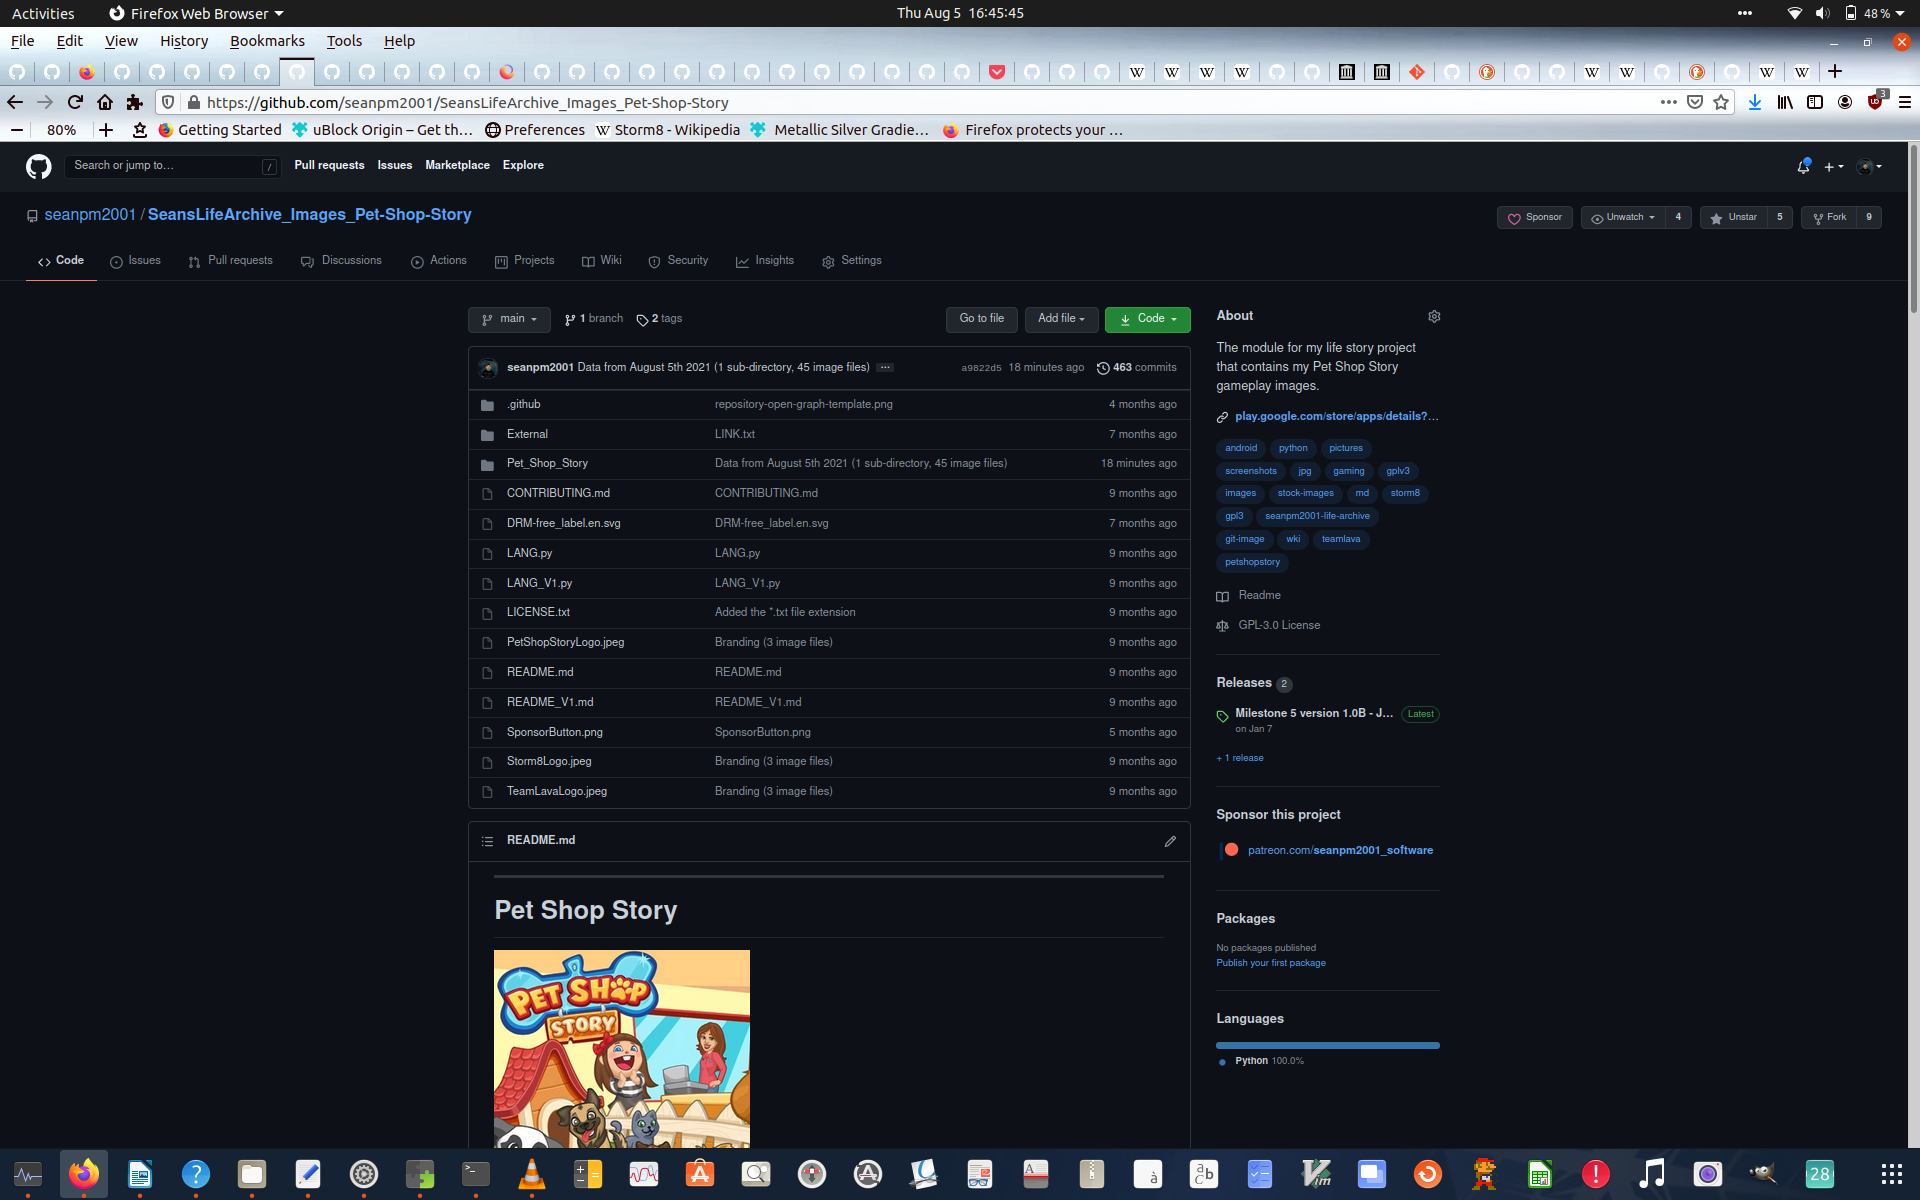 Activities Firefox Web Browser Thu Aug 5 16:45:45 48 %
File Edit View History Bookmarks Tools Help
https://github.com/seanpm2001/SeansLifeArchive_Images_Pet-Shop-Story 3
80% Getting Started uBlock Origin – Get th… Preferences Storm8 - Wikipedia Metallic Silver Gradie… Firefox protects your …
Search or jump to… / Pull requests Issues Marketplace Explore
seanpm2001 / SeansLifeArchive_Images_Pet-Shop-Story Sponsor Unwatch 4 Unstar 5 Fork 9
Code Issues Pull requests Discussions Actions Projects Wiki Security Insights Settings
main 1 branch 2 tags Go to file Add file Code
seanpm2001 Data from August 5th 2021 (1 sub-directory, 45 image files) ··· a9822d5 18 minutes ago 463 commits
.github repository-open-graph-template.png 4 months ago
External LINK.txt 7 months ago
Pet_Shop_Story Data from August 5th 2021 (1 sub-directory, 45 image files) 18 minutes ago
CONTRIBUTING.md CONTRIBUTING.md 9 months ago
DRM-free_label.en.svg DRM-free_label.en.svg 7 months ago
LANG.py LANG.py 9 months ago
LANG_V1.py LANG_V1.py 9 months ago
LICENSE.txt Added the *.txt file extension 9 months ago
PetShopStoryLogo.jpeg Branding (3 image files) 9 months ago
README.md README.md 9 months ago
README_V1.md README_V1.md 9 months ago
SponsorButton.png SponsorButton.png 5 months ago
Storm8Logo.jpeg Branding (3 image files) 9 months ago
TeamLavaLogo.jpeg Branding (3 image files) 9 months ago
README.md
Pet Shop Story
PET SHOP
STORY
About
The module for my life story project
that contains my Pet Shop Story
gameplay images.
play.google.com/store/apps/details?…
android python pictures
screenshots jpg gaming gplv3
images stock-images md storm8
gpl3 seanpm2001-life-archive
git-image wki teamlava
petshopstory
Readme
GPL-3.0 License
Releases 2
Milestone 5 version 1.0B - J… Latest
on Jan 7
+ 1 release
Sponsor this project
patreon.com/seanpm2001_software
Packages
No packages published
Publish your first package
Languages
Python 100.0%
28